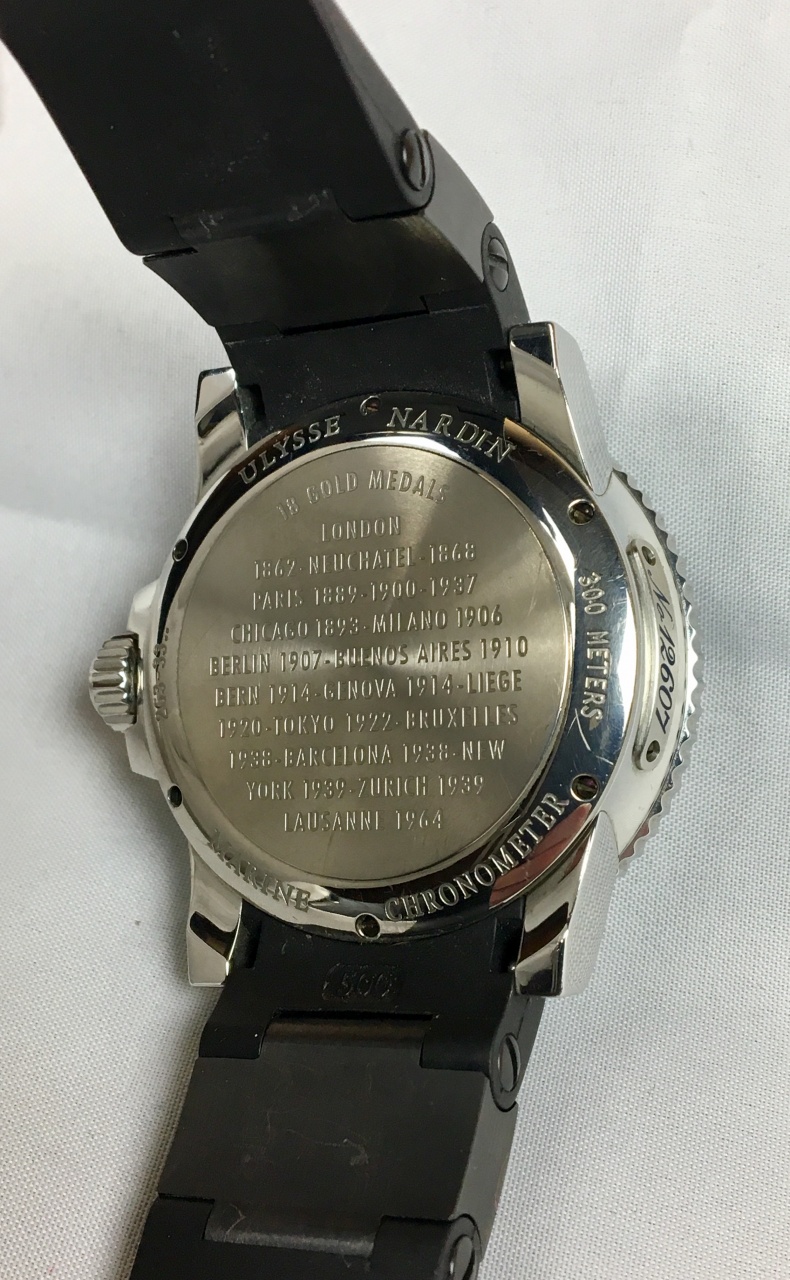 ULYSSE NARDIN
18 GOLD MEDALS
LONDON
1862-NEUCHATEL-1868
PARIS 1889-1900-1937
CHICAGO 1893-MILANO 1906
BERLIN 1907-BUENOS AIRES 1910
BERN 1914-GENOVA 1914-LIEGE
1920-TOKYO 1922-BRUXELLES
1938-BARCELONA 1938-NEW
YORK 1939-ZURICH 1939
LAUSANNE 1964
300 METERS
MARINE CHRONOMETER
No.12607
500